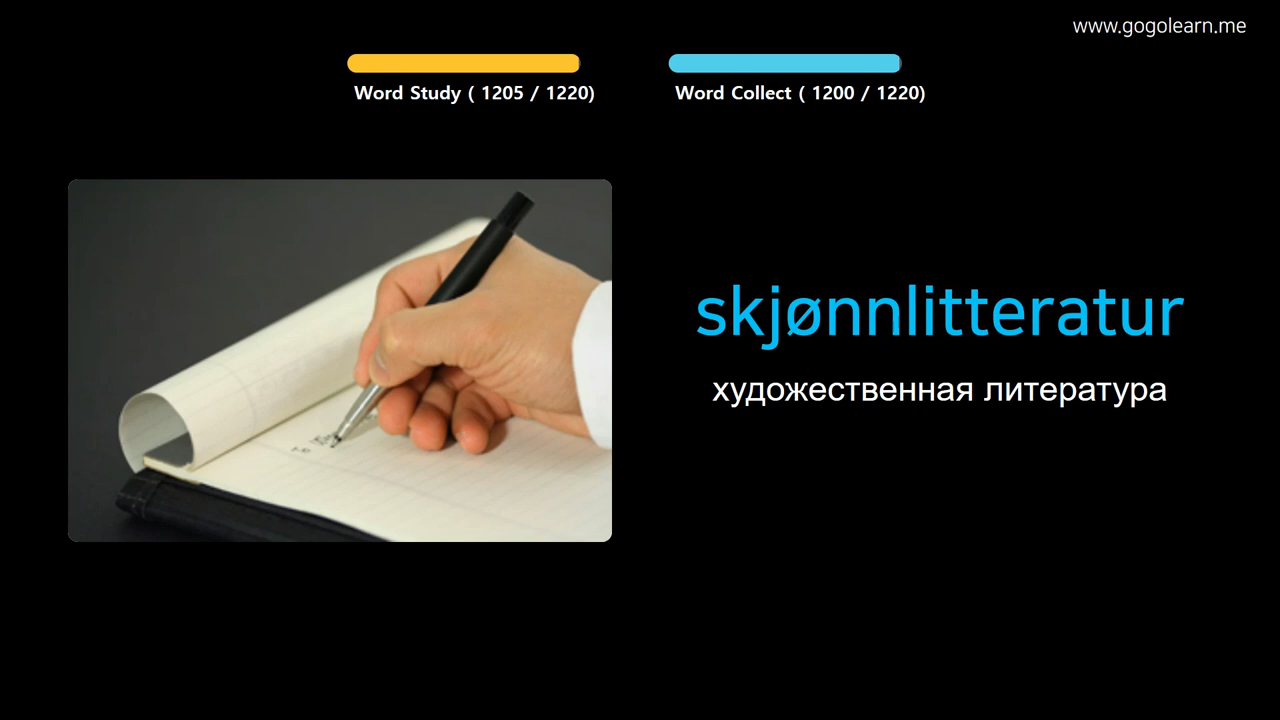 www.gogolearn.me
Word Study ( 1205 / 1220)
Word Collect ( 1200 / 1220)
skjønnlitteratur
художественная литература